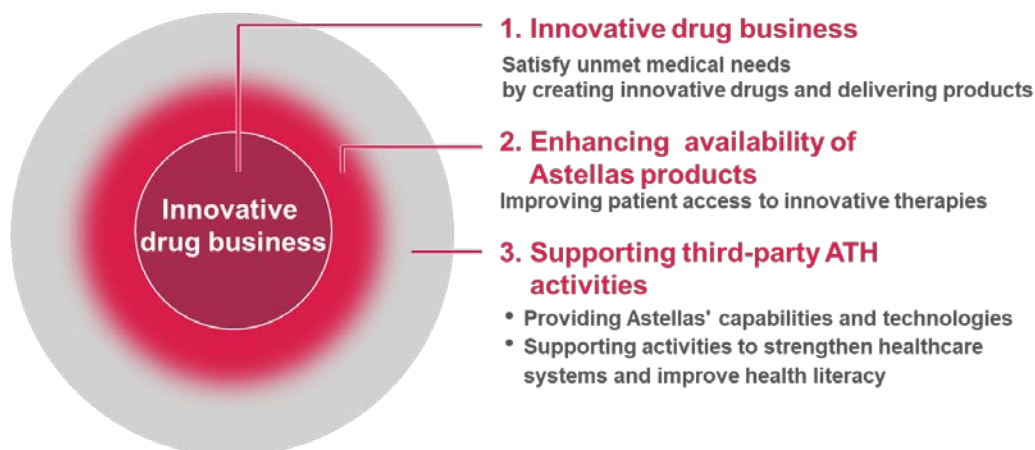 Innovative
drug business
1. Innovative drug business
Satisfy unmet medical needs
by creating innovative drugs and delivering products
2. Enhancing availability of
Astellas products
Improving patient access to innovative therapies
3. Supporting third-party ATH
activities
• Providing Astellas' capabilities and technologies
• Supporting activities to strengthen healthcare
systems and improve health literacy